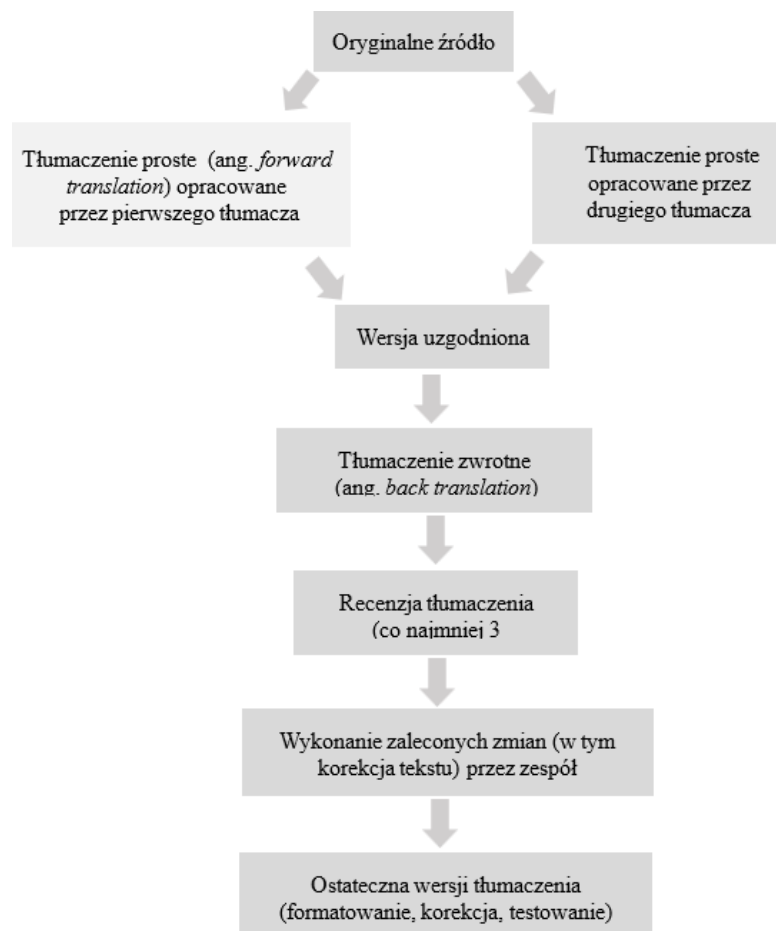 Oryginalne źródło
Tłumaczenie proste (ang. forward
translation) opracowane
przez pierwszego tłumacza
Tłumaczenie proste
opracowane przez
drugiego tłumacza
Wersja uzgodniona
Tłumaczenie zwrotne
(ang. back translation)
Recenzja tłumaczenia
(co najmniej 3
Wykonanie zaleconych zmian (w tym
korekcja tekstu) przez zespół
Ostateczna wersji tłumaczenia
(formatowanie, korekcja, testowanie)